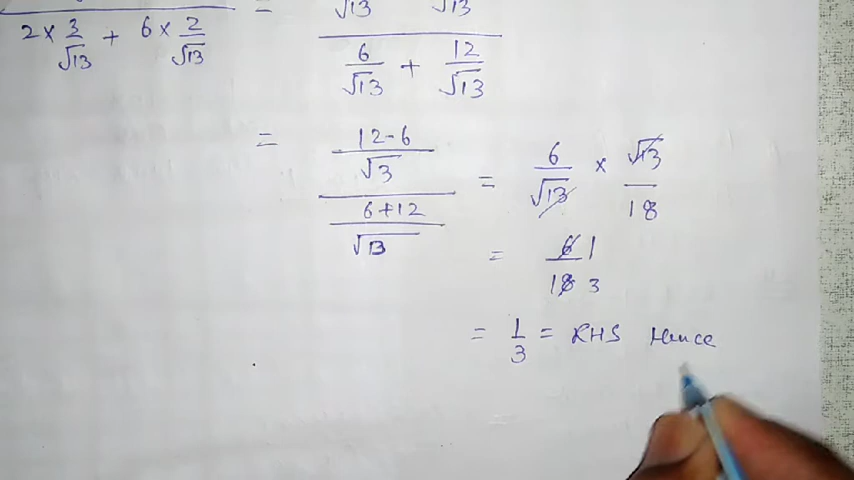 2 × 3/√13 + 6 × 2/√13 = √13 √13 / 6/√13 + 12/√13
= (12-6)/√3 / (6+12)/√13 = 6/√13 × √13/18
= 6/18 1/3
= 1/3 = RHS Hence